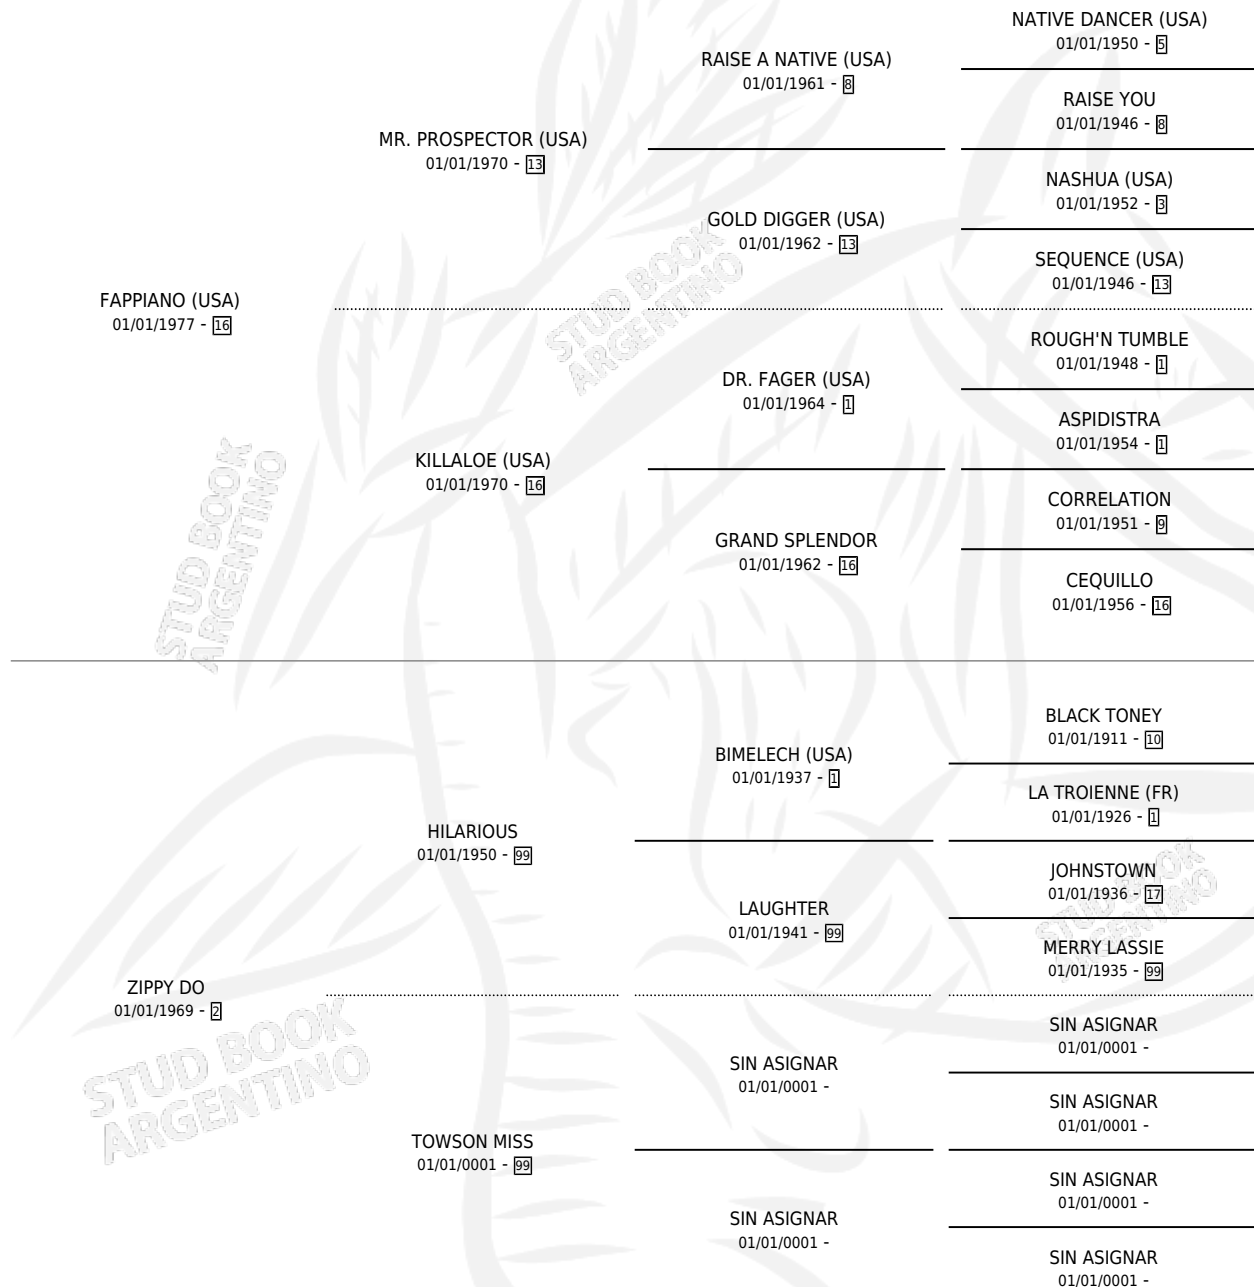 NATIVE DANCER (USA)
01/01/1950 - 5
RAISE A NATIVE (USA)
01/01/1961 - 8
RAISE YOU
01/01/1946 - 8
MR. PROSPECTOR (USA)
01/01/1970 - 13
NASHUA (USA)
01/01/1952 - 3
GOLD DIGGER (USA)
01/01/1962 - 13
SEQUENCE (USA)
01/01/1946 - 13
FAPPIANO (USA)
01/01/1977 - 16
STUD BOOK
ARGENTINO
ROUGH'N TUMBLE
01/01/1948 - 1
DR. FAGER (USA)
01/01/1964 - 1
ASPIDISTRA
01/01/1954 - 1
KILLALOE (USA)
01/01/1970 - 16
CORRELATION
01/01/1951 - 9
GRAND SPLENDOR
01/01/1962 - 16
CEQUILLO
01/01/1956 - 16
STUD BOOK
ARGENTINO
BLACK TONEY
01/01/1911 - 10
BIMELECH (USA)
01/01/1937 - 1
LA TROIENNE (FR)
01/01/1926 - 1
HILARIOUS
01/01/1950 - 99
JOHNSTOWN
01/01/1936 - 17
LAUGHTER
01/01/1941 - 99
MERRY LASSIE
01/01/1935 - 99
STUD BOOK
ARGENTINO
ZIPPY DO
01/01/1969 - 2
SIN ASIGNAR
01/01/0001 -
SIN ASIGNAR
01/01/0001 -
SIN ASIGNAR
01/01/0001 -
TOWSON MISS
01/01/0001 - 99
SIN ASIGNAR
01/01/0001 -
SIN ASIGNAR
01/01/0001 -
SIN ASIGNAR
01/01/0001 -
STUD BOOK
ARGENTINO